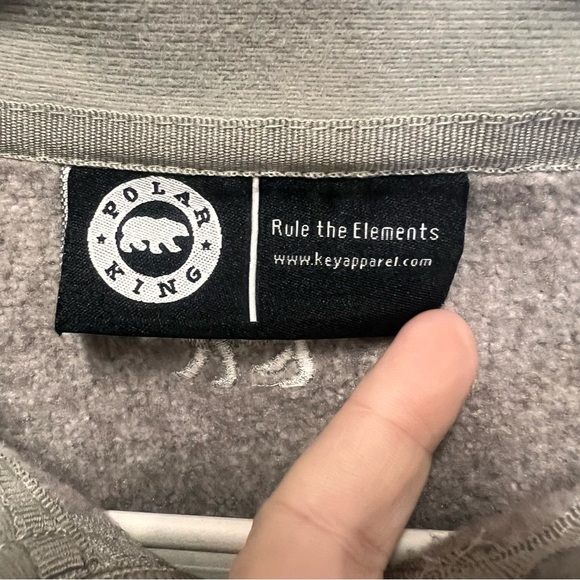 POLAR
KING
Rule the Elements
www.keyapparel.com